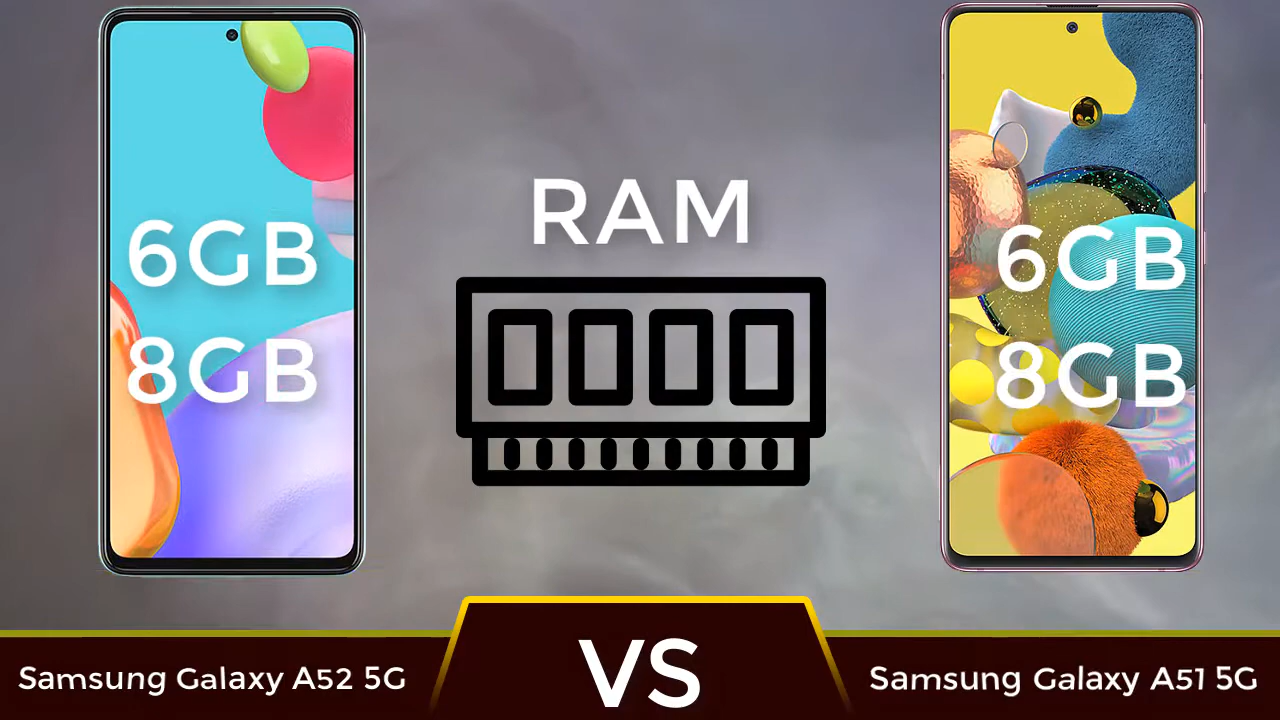 RAM
6GB
8GB
6GB
8GB
Samsung Galaxy A52 5G
VS
Samsung Galaxy A51 5G